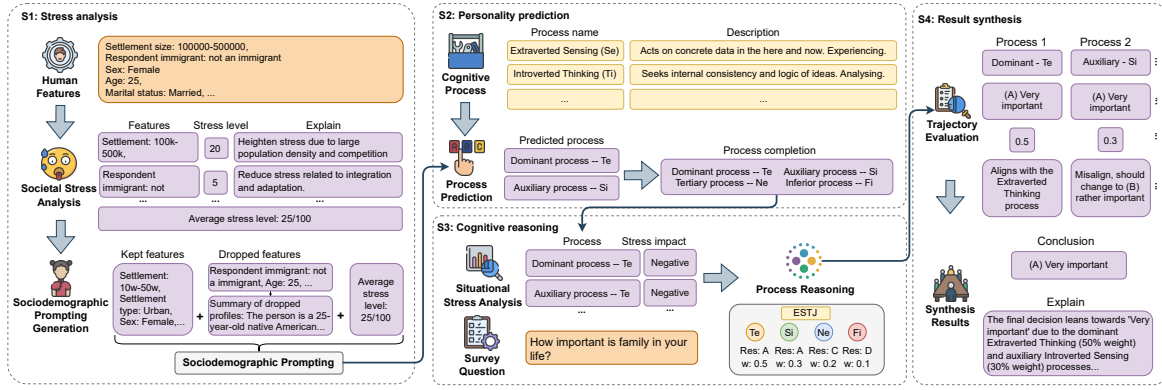 S1: Stress analysis
Human
Features
Settlement size: 100000-500000,
Respondent immigrant: not an immigrant
Sex: Female
Age: 25,
Marital status: Married, ...
Features
Stress level
Explain
Societal Stress
Analysis
Settlement: 100k-
500k,
20
Heighten stress due to large
population density and competition
Respondent
immigrant: not
5
Reduce stress related to integration
and adaptation.
...
...
...
Average stress level: 25/100
Kept features
Dropped features
Sociodemographic
Prompting
Generation
Settlement:
10w-50w,
Settlement
type: Urban,
Sex: Female,...
+
Respondent immigrant: not
a immigrant, Age: 25, ...
Summary of dropped
profiles: The person is a 25-
year-old native American...
+
Average
stress
level:
25/100
Sociodemographic Prompting
S2: Personality prediction
Process name
Description
Cognitive
Process
Extraverted Sensing (Se)
Acts on concrete data in the here and now. Experiencing.
Introverted Thinking (Ti)
Seeks internal consistency and logic of ideas. Analysing.
...
...
A B C
Process
Prediction
Predicted process
Dominant process -- Te
Auxiliary process -- Si
Process completion
Dominant process -- Te
Auxiliary process -- Si
Tertiary process -- Ne
Inferior process -- Fi
S3: Cognitive reasoning
Process
Stress impact
Situational
Stress Analysis
Dominant process -- Te
Negative
Auxiliary process -- Te
Negative
...
...
Survey
Question
How important is family in your
life?
Process Reasoning
ESTJ
Te
Si
Ne
Fi
Res: A
Res: A
Res: C
Res: D
w: 0.5
w: 0.3
w: 0.2
w: 0.1
S4: Result synthesis
Process 1
Process 2
Dominant - Te
Auxiliary - Si
Trajectory
Evaluation
(A) Very
important
(A) Very
important
0.5
0.3
Aligns with the
Extraverted
Thinking
process
Misalign, should
change to (B)
rather important
Conclusion
(A) Very important
Synthesis
Results
Explain
The final decision leans towards 'Very
important' due to the dominant
Extraverted Thinking (50% weight)
and auxiliary Introverted Sensing
(30% weight) processes...